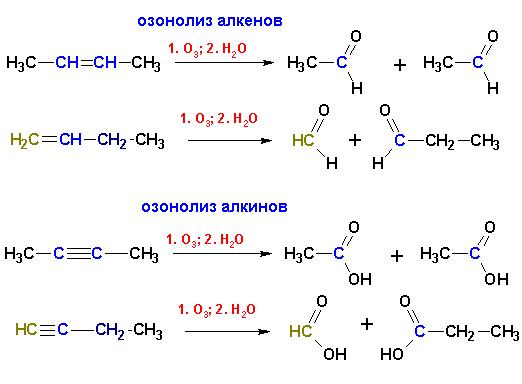 озонолиз алкенов
H₃C–CH=CH–CH₃ 1. O₃; 2. H₂O H₃C–C O H + H₃C–C O H
H₂C=CH–CH₂–CH₃ 1. O₃; 2. H₂O HC O H + O C H CH₂–CH₃
озонолиз алкинов
H₃C–C≡C–CH₃ 1. O₃; 2. H₂O H₃C–C O OH + H₃C–C O OH
HC≡C–CH₂-CH₃ 1. O₃; 2. H₂O HC O OH + O C HO CH₂–CH₃